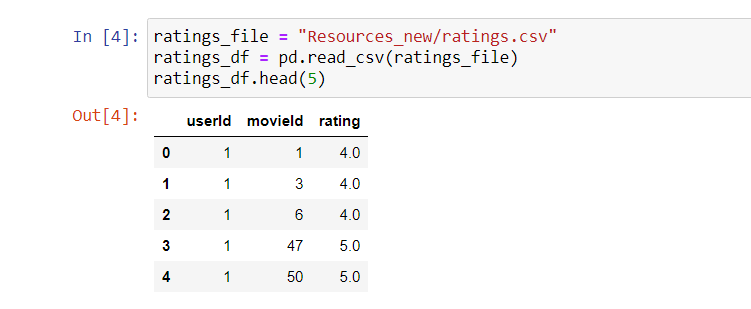 In [4]: ratings_file = "Resources_new/ratings.csv"
ratings_df = pd.read_csv(ratings_file)
ratings_df.head(5)
Out[4]:
userId movieId rating
0 1 1 4.0
1 1 3 4.0
2 1 6 4.0
3 1 47 5.0
4 1 50 5.0